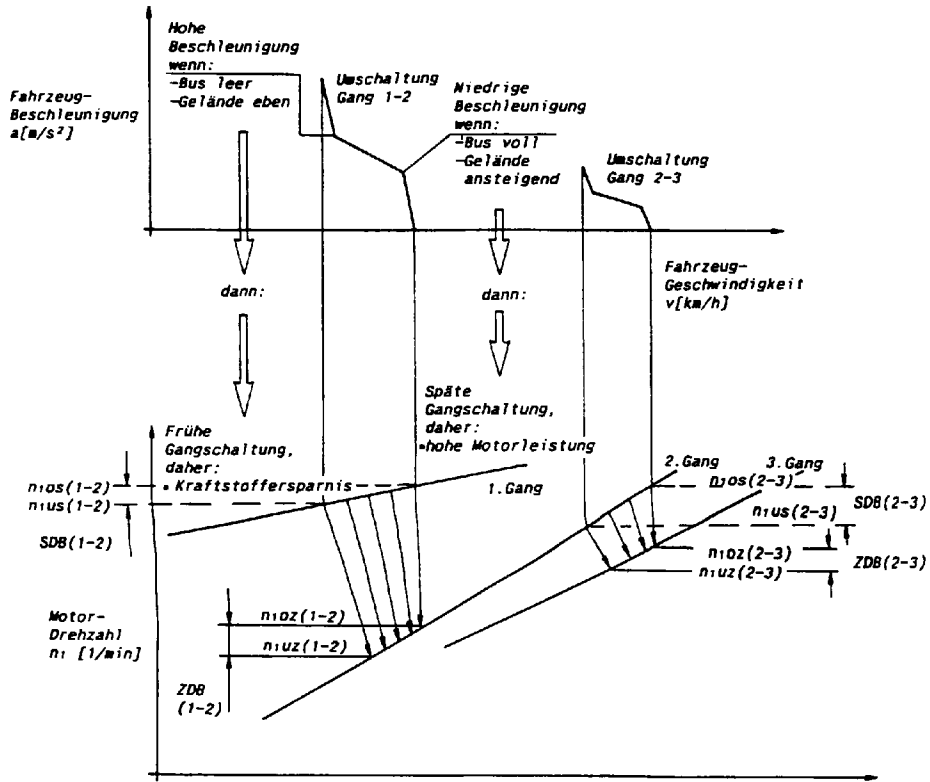 Hohe
Beschleunigung
wenn:
-Bus leer
-Gelände eben
Fahrzeug-
Beschleunigung
a[m/s²]
Umschaltung
Gang 1-2
Niedrige
Beschleunigung
wenn:
-Bus voll
-Gelände
ansteigend
Umschaltung
Gang 2-3
Fahrzeug-
Geschwindigkeit
v[km/h]
dann:
dann:
Frühe
Gangschaltung,
daher:
• Kraftstoffersparnis
Späte
Gangschaltung,
daher:
•hohe Motorleistung
1.Gang
2.Gang
3.Gang
n1os(1-2)
n1us(1-2)
SDB(1-2)
n1os(2-3)
n1us(2-3)
SDB(2-3)
n1oz(2-3)
n1uz(2-3)
ZDB(2-3)
Motor-
Drehzahl
n1 [1/min]
n1oz(1-2)
n1uz(1-2)
ZDB
(1-2)